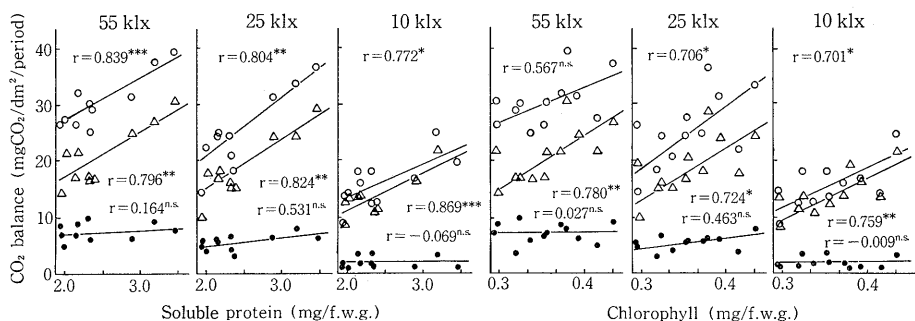 55 klx 25 klx 10 klx 55 klx 25 klx 10 klx
CO₂ balance (mgCO₂/dm²/period)
40
30
20
10
0
r=0.839***
r=0.796**
r=0.164n.s.
r=0.804**
r=0.824**
r=0.531n.s.
r=0.772*
r=0.869***
r=−0.069n.s.
r=0.567n.s.
r=0.780**
r=0.027n.s.
r=0.706*
r=0.724*
r=0.463n.s.
r=0.701*
r=0.759**
r=−0.009n.s.
2.0 3.0 2.0 3.0 2.0 3.0 0.3 0.4 0.3 0.4 0.3 0.4
Soluble protein (mg/f.w.g.) Chlorophyll (mg/f.w.g.)